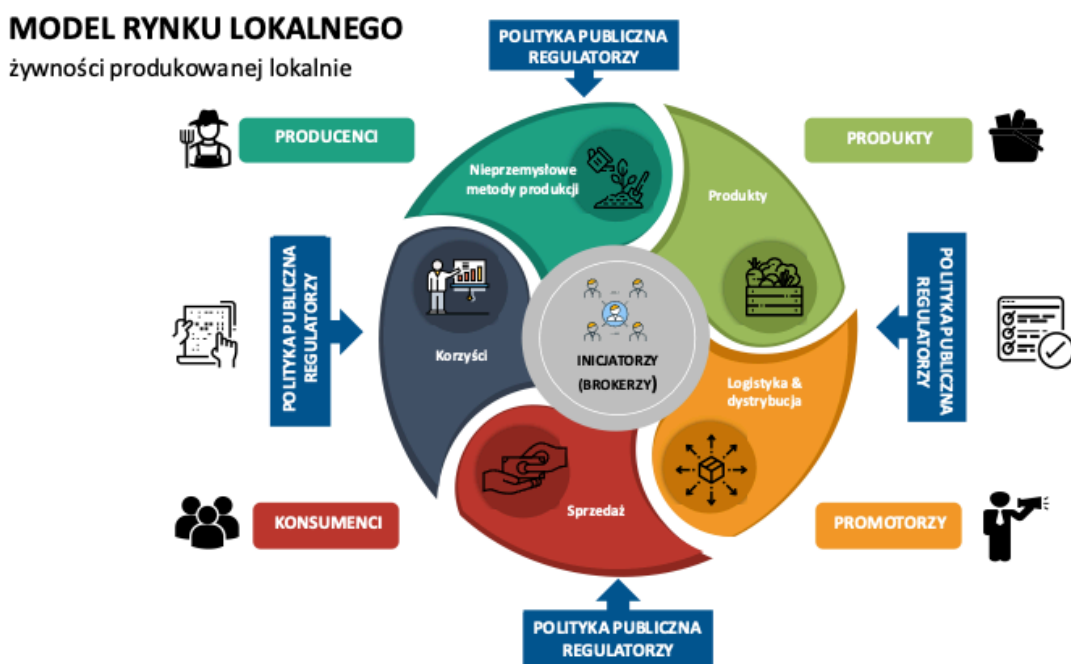 MODEL RYNKU LOKALNEGO
żywności produkowanej lokalnie
POLITYKA PUBLICZNA
REGULATORZY
PRODUCENCI
PRODUKTY
Nieprzemysłowe
metody produkcji
Produkty
POLITYKA PUBLICZNA
REGULATORZY
Korzyści
INICJATORZY
(BROKERZY)
Logistyka &
dystrybucja
POLITYKA PUBLICZNA
REGULATORZY
KONSUMENCI
Sprzedaż
PROMOTORZY
POLITYKA PUBLICZNA
REGULATORZY